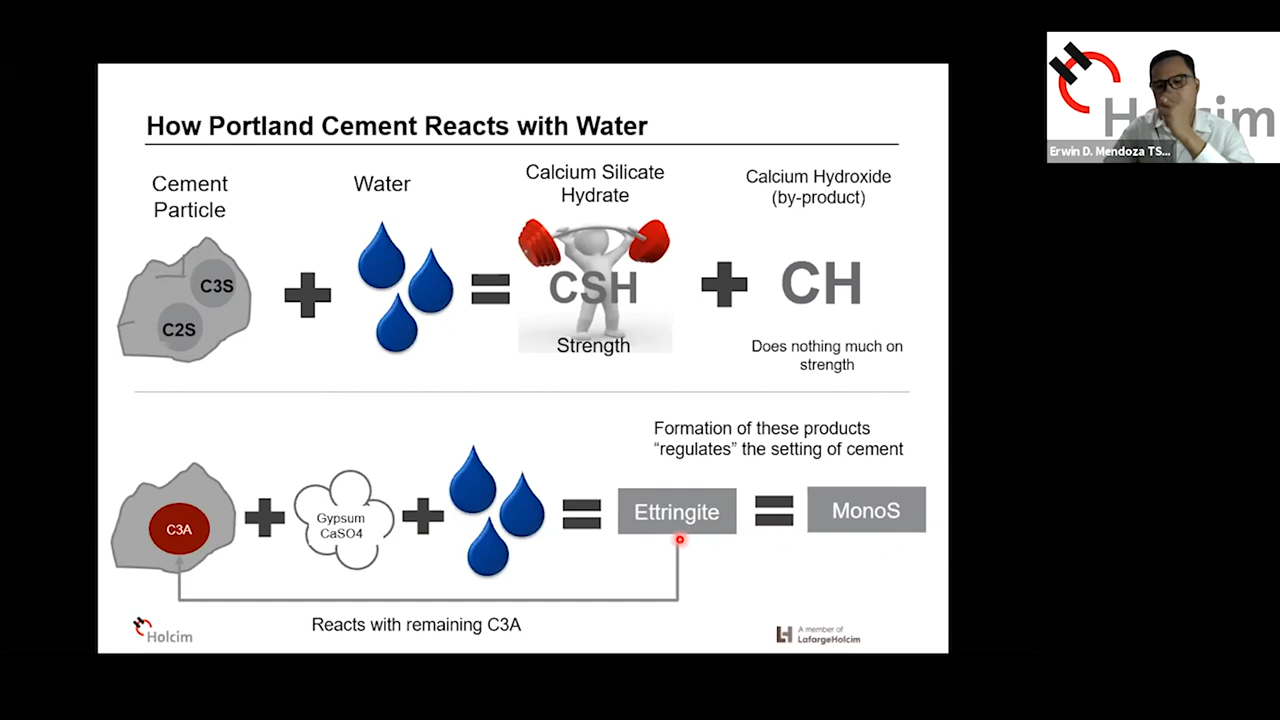 How Portland Cement Reacts with Water
Cement
Particle
Water
Calcium Silicate
Hydrate
Calcium Hydroxide
(by-product)
C3S
C2S
CSH
CH
Strength
Does nothing much on
strength
Formation of these products
“regulates” the setting of cement
C3A
Gypsum
CaSO4
Ettringite
MonoS
Reacts with remaining C3A
Holcim
A member of
LafargeHolcim
Erwin D. Mendoza TS...